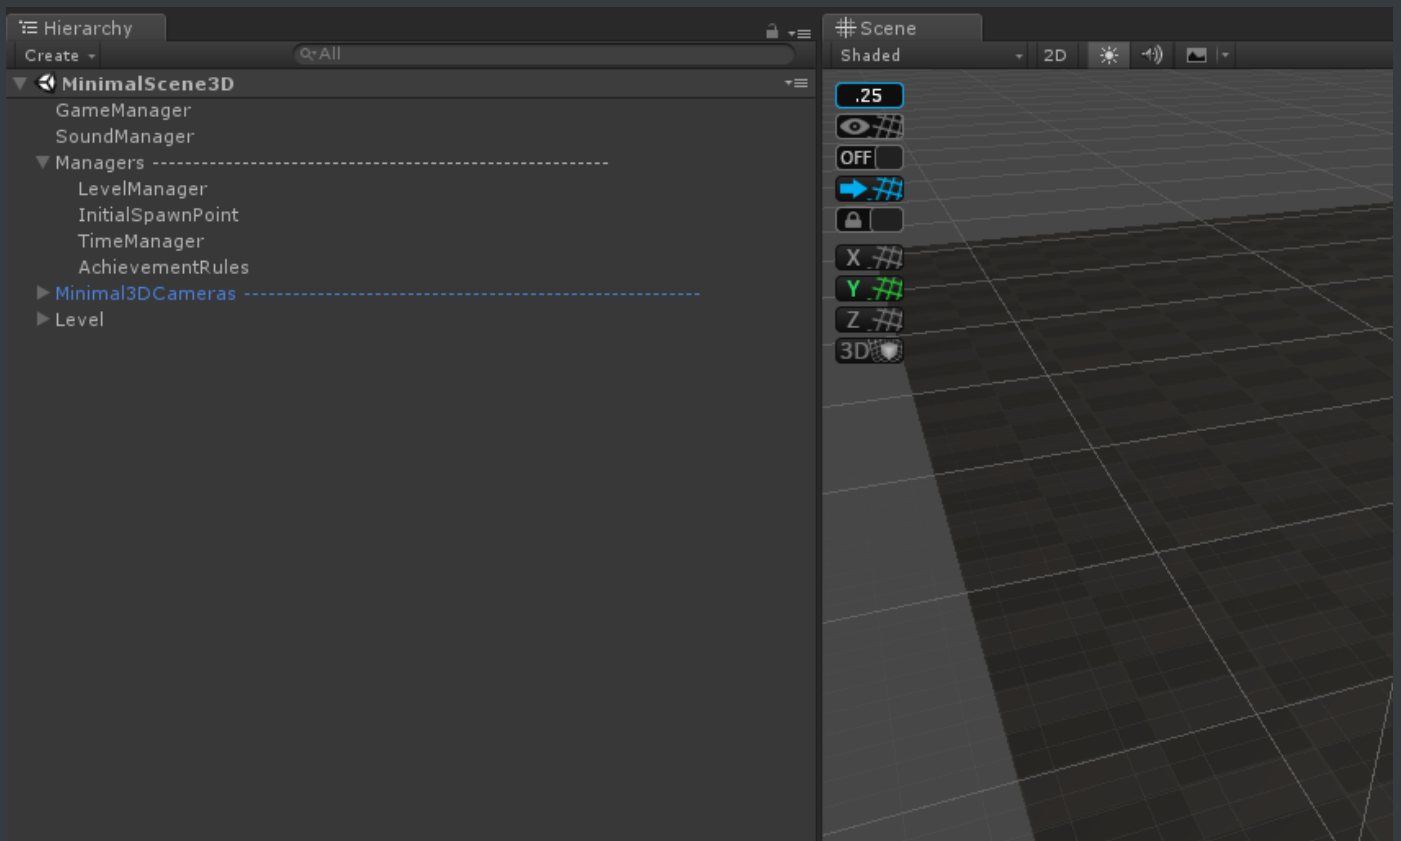 Hierarchy
Create
All
MinimalScene3D
GameManager
SoundManager
Managers ---------------------------------------------------------
LevelManager
InitialSpawnPoint
TimeManager
AchievementRules
Minimal3DCameras ---------------------------------------------------------
Level
Scene
Shaded 2D
.25
OFF
X
Y
Z
3D